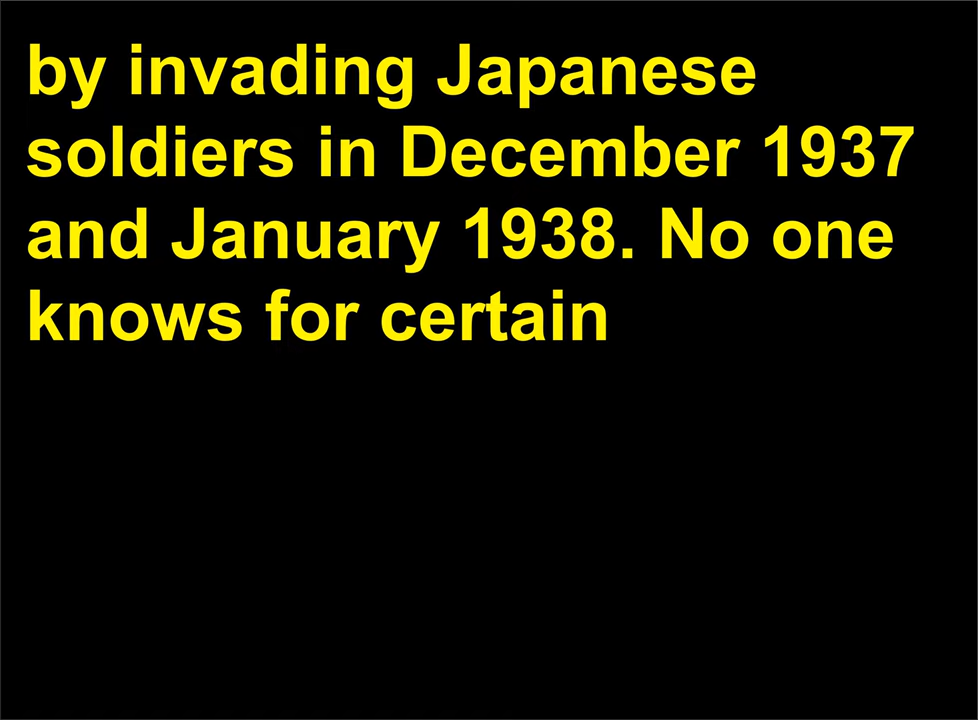 by invading Japanese
soldiers in December 1937
and January 1938. No one
knows for certain